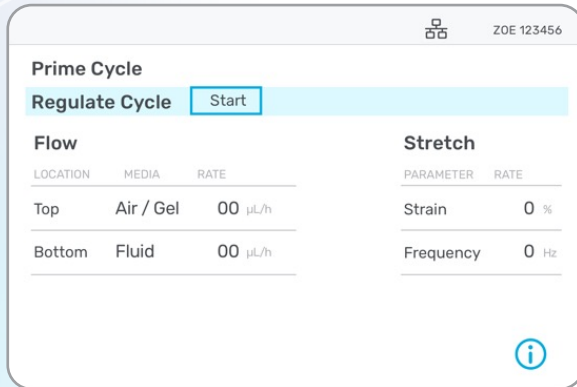 ZOE 123456
Prime Cycle
Regulate Cycle Start
Flow
LOCATION MEDIA RATE
Top Air / Gel 00 µL/h
Bottom Fluid 00 µL/h
Stretch
PARAMETER RATE
Strain 0 %
Frequency 0 Hz
i